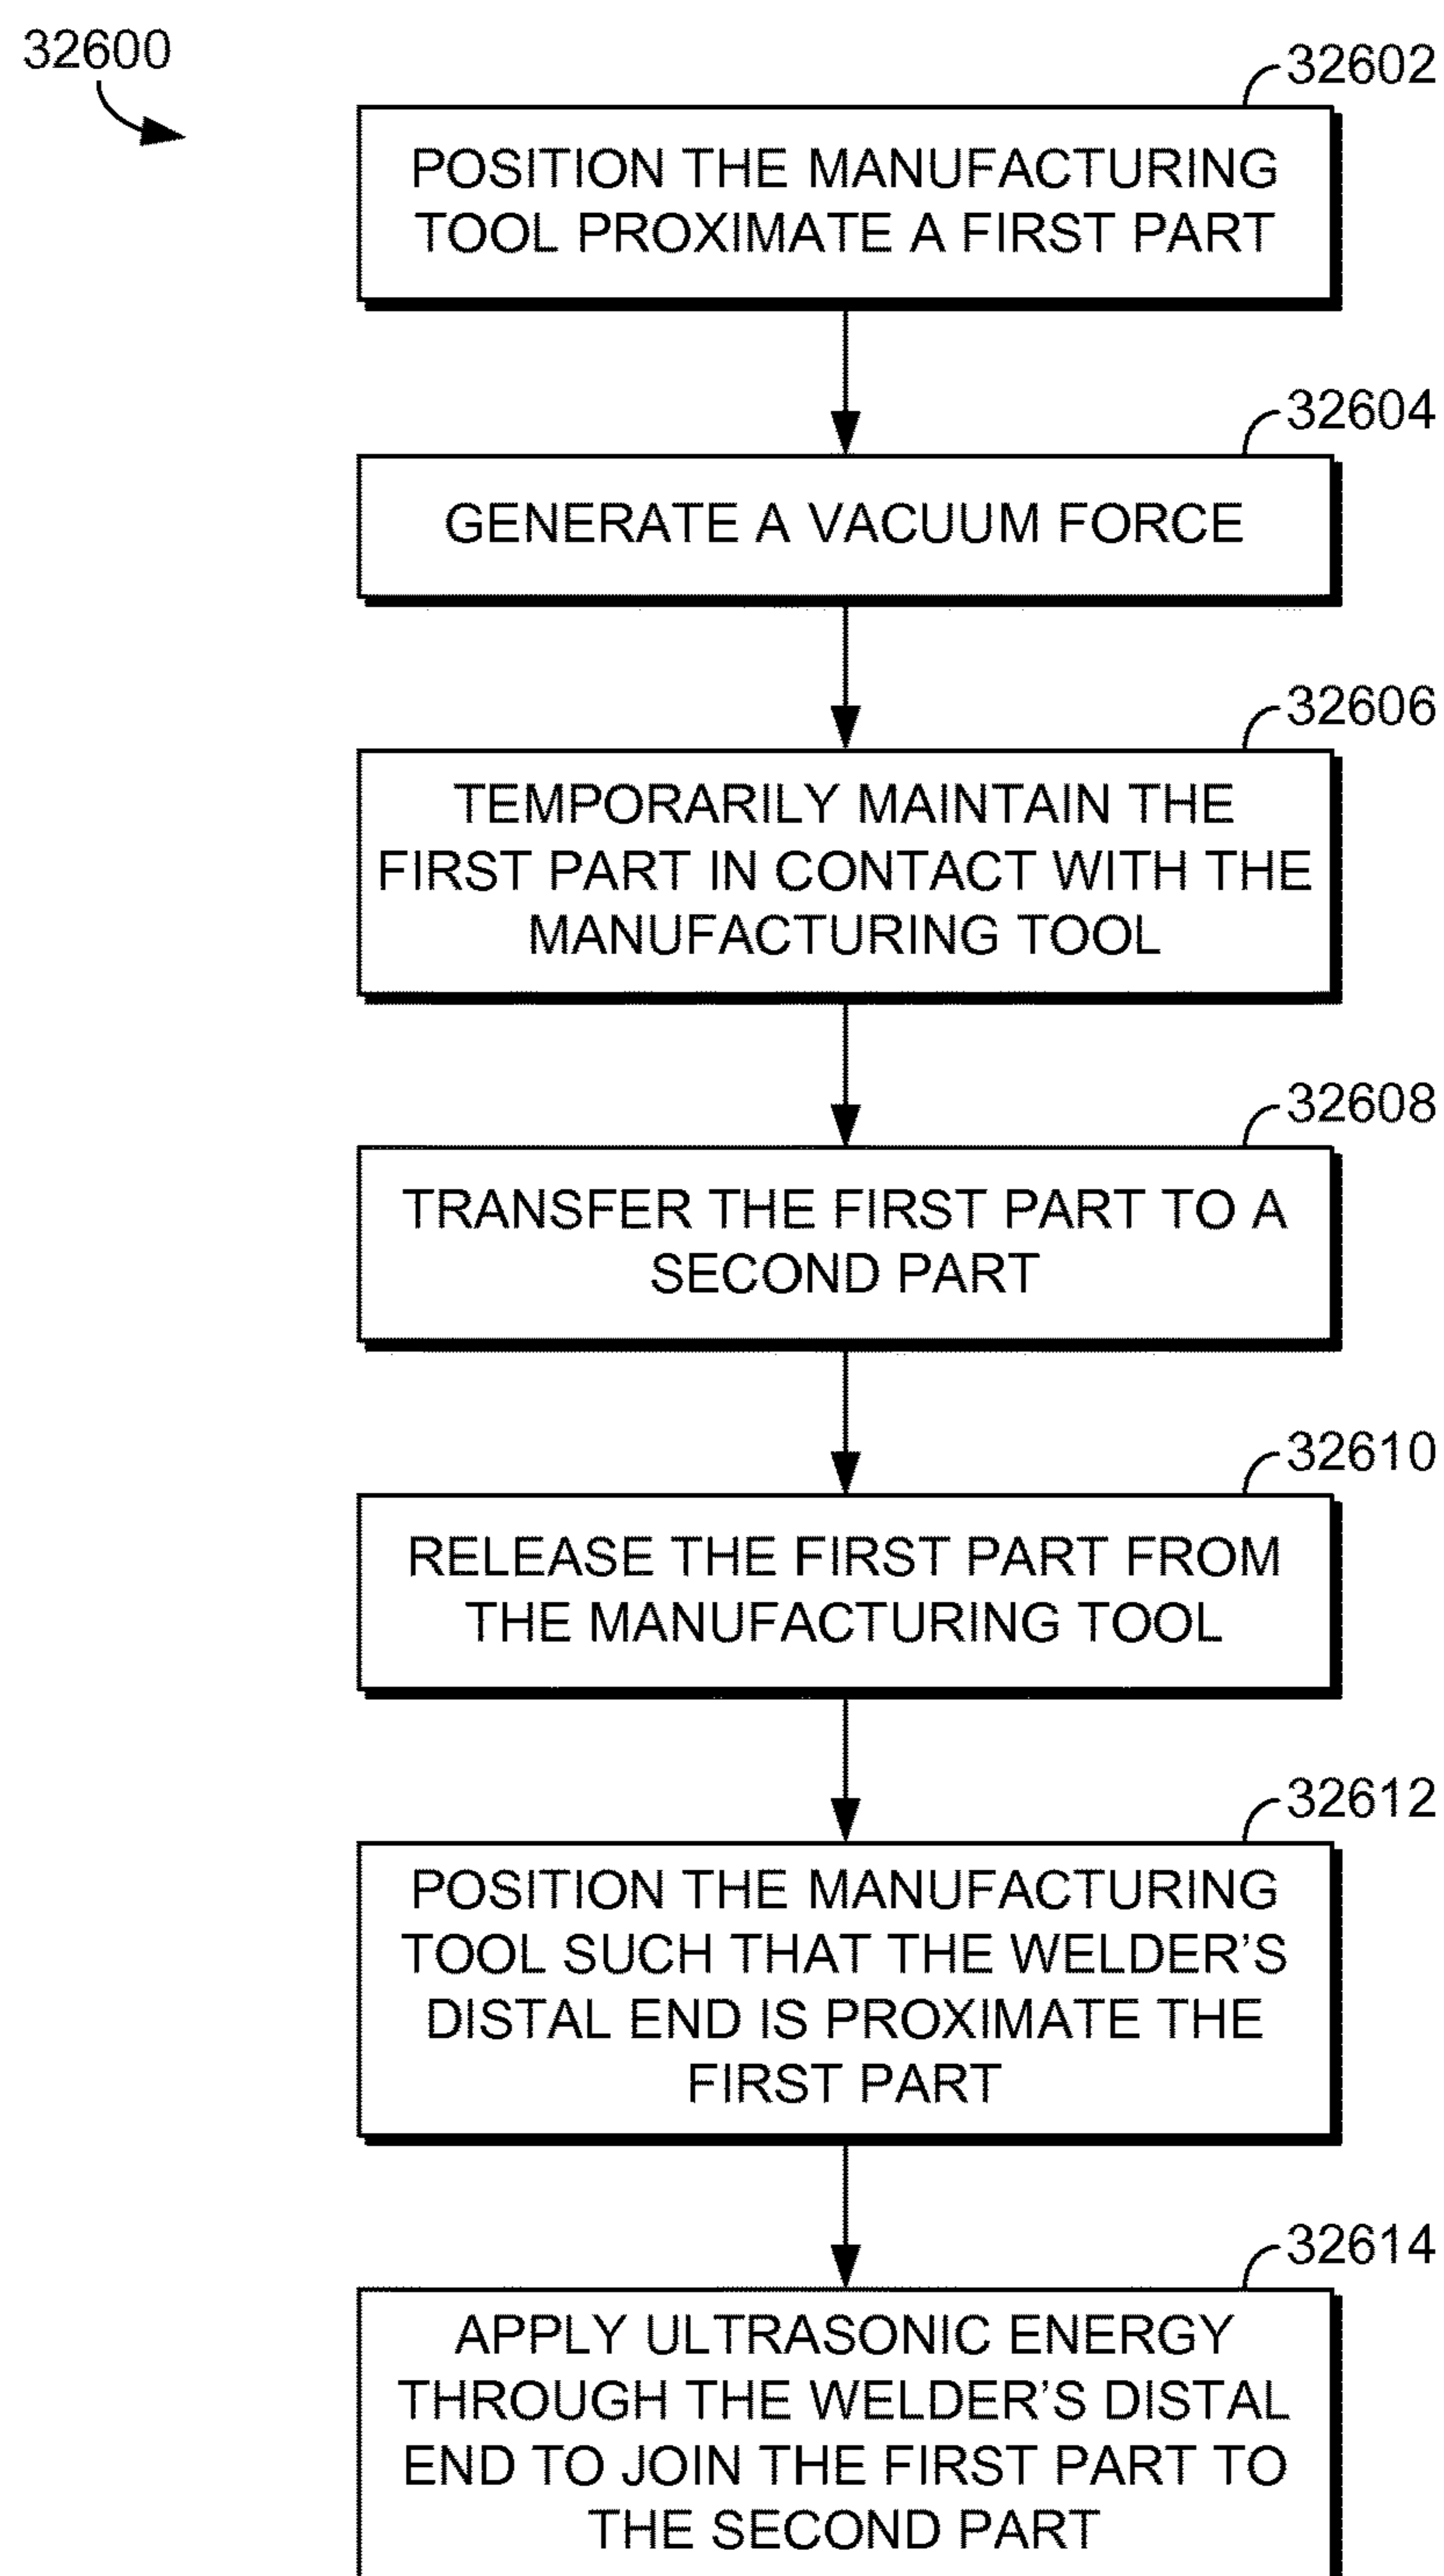 32600
32602
POSITION THE MANUFACTURING
TOOL PROXIMATE A FIRST PART
32604
GENERATE A VACUUM FORCE
32606
TEMPORARILY MAINTAIN THE
FIRST PART IN CONTACT WITH THE
MANUFACTURING TOOL
32608
TRANSFER THE FIRST PART TO A
SECOND PART
32610
RELEASE THE FIRST PART FROM
THE MANUFACTURING TOOL
32612
POSITION THE MANUFACTURING
TOOL SUCH THAT THE WELDER'S
DISTAL END IS PROXIMATE THE
FIRST PART
32614
APPLY ULTRASONIC ENERGY
THROUGH THE WELDER'S DISTAL
END TO JOIN THE FIRST PART TO
THE SECOND PART